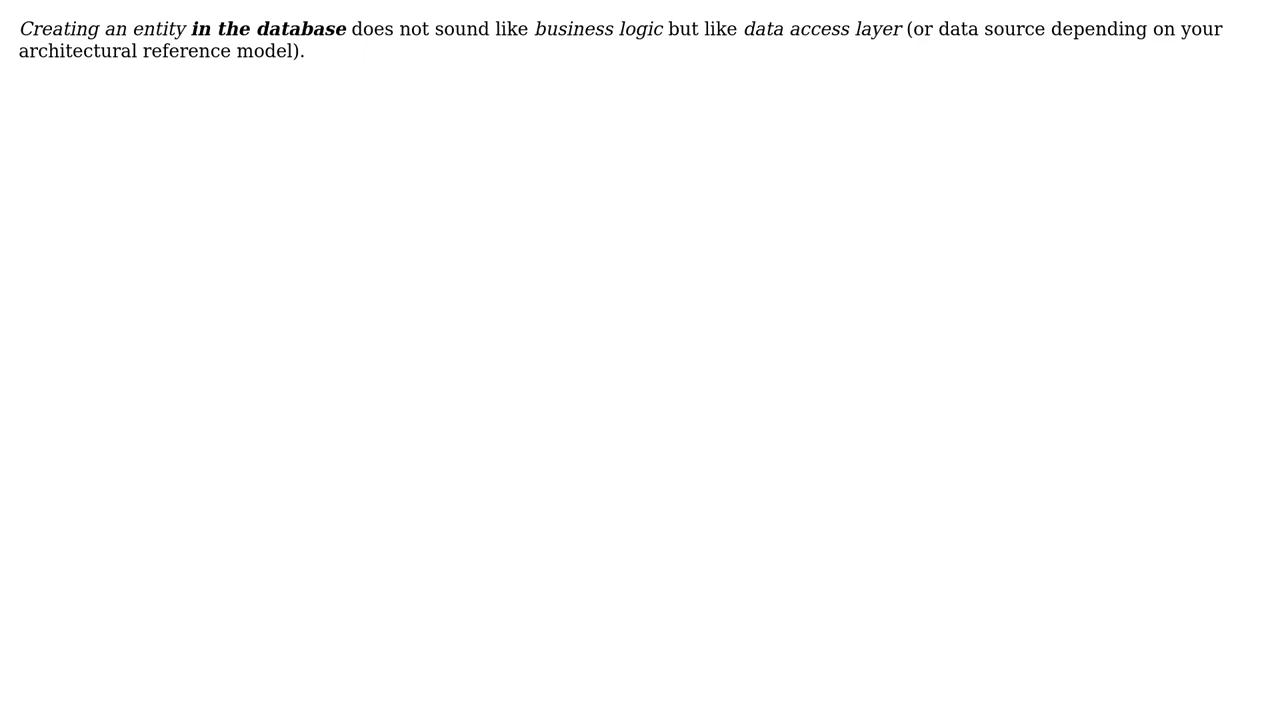 Creating an entity in the database does not sound like business logic but like data access layer (or data source depending on your
architectural reference model).